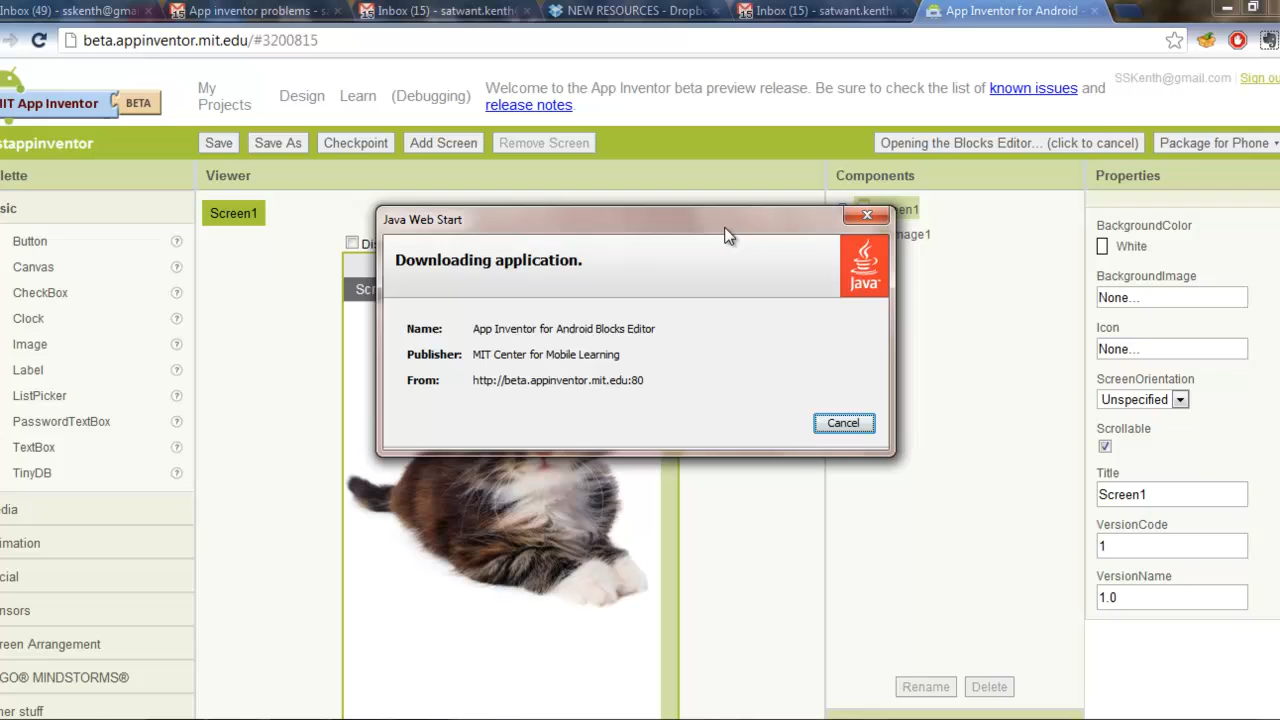 Inbox (49) - sskenth@gmail.c
App inventor problems - sa
Inbox (15) - satwant.kenth
NEW RESOURCES - Dropbo
Inbox (15) - satwant.kenth
App Inventor for Android -
beta.appinventor.mit.edu/#3200815
MIT App Inventor
BETA
My Projects
Design
Learn
(Debugging)
Welcome to the App Inventor beta preview release. Be sure to check the list of known issues and
release notes.
SSKenth@gmail.com
Sign ou
stappinventor
Save
Save As
Checkpoint
Add Screen
Remove Screen
Opening the Blocks Editor... (click to cancel)
Package for Phone
lette
Viewer
Components
Properties
sic
Button
Canvas
CheckBox
Clock
Image
Label
ListPicker
PasswordTextBox
TextBox
TinyDB
edia
imation
cial
nsors
reen Arrangement
GO® MINDSTORMS®
her stuff
Screen1
Dis
Scr
Java Web Start
Downloading application.
Java
Name: App Inventor for Android Blocks Editor
Publisher: MIT Center for Mobile Learning
From: http://beta.appinventor.mit.edu:80
Cancel
een1
mage1
Rename
Delete
BackgroundColor
White
BackgroundImage
None...
Icon
None...
ScreenOrientation
Unspecified
Scrollable
Title
Screen1
VersionCode
1
VersionName
1.0